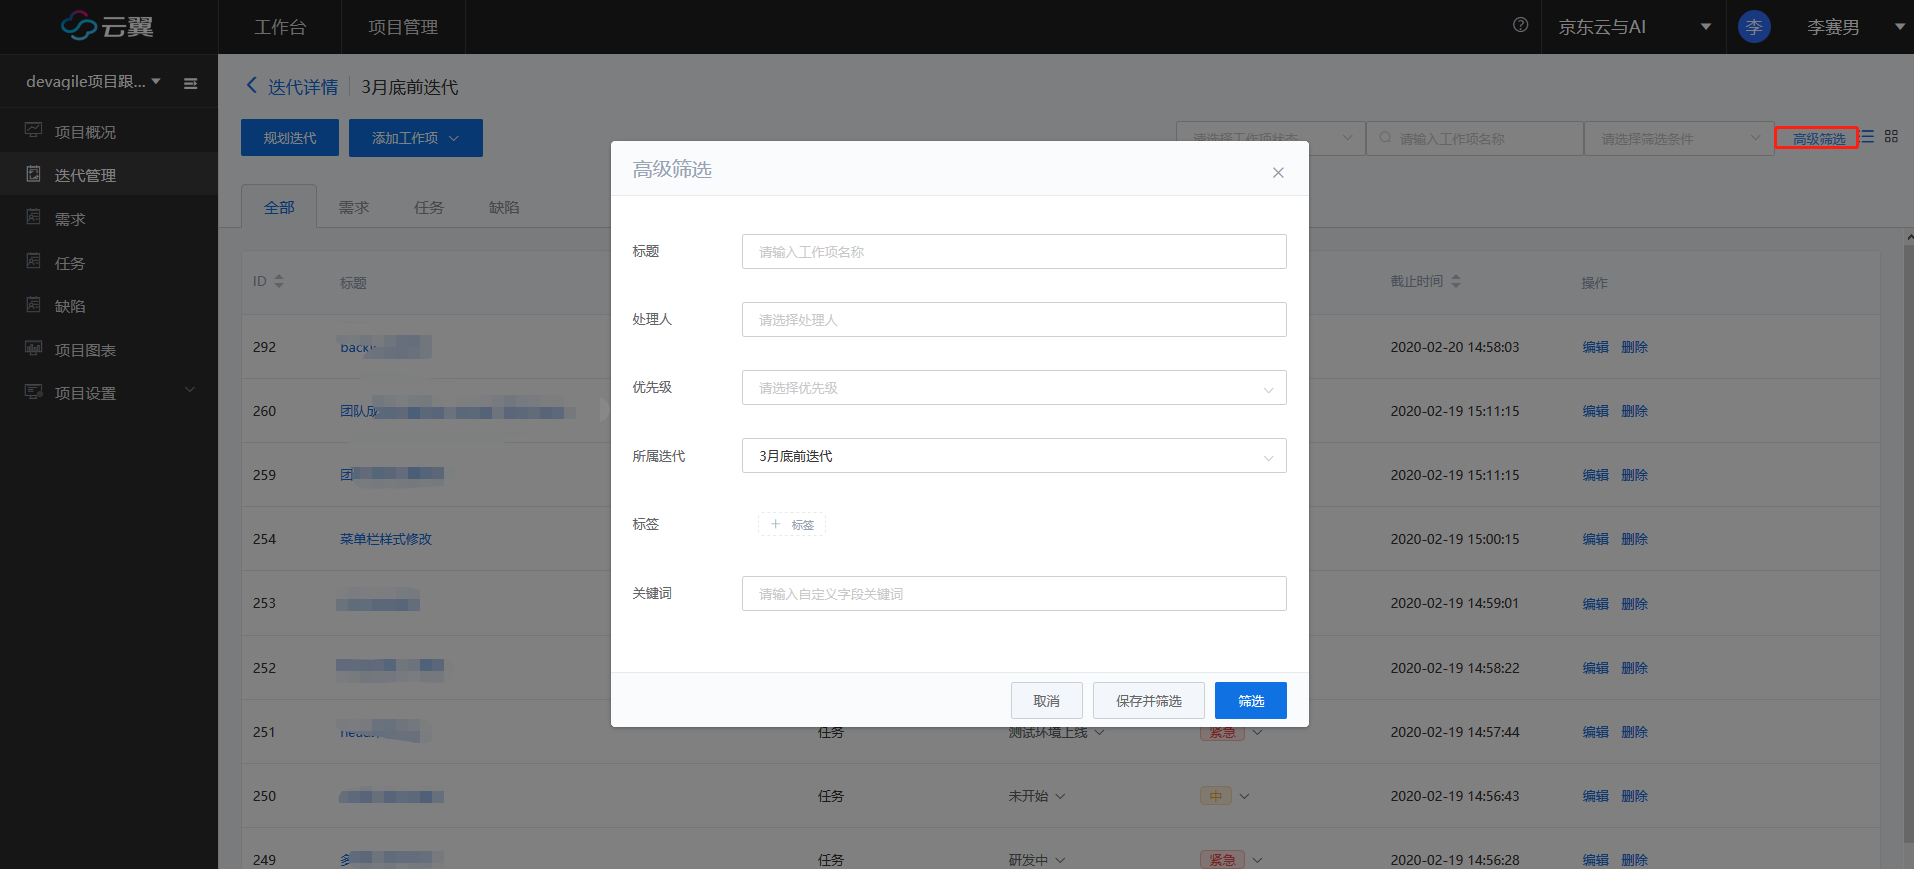 云翼
工作台
项目管理
京东云与AI
李
李赛男
devagile项目跟...
项目概况
迭代管理
需求
任务
缺陷
项目图表
项目设置
迭代详情
3月底前迭代
规划迭代
添加工作项
请选择工作项状态
请输入工作项名称
请选择筛选条件
高级筛选
全部
需求
任务
缺陷
ID
标题
截止时间
操作
292
back
2020-02-20 14:58:03
编辑 删除
260
团队成
2020-02-19 15:11:15
编辑 删除
259
团
2020-02-19 15:11:15
编辑 删除
254
菜单栏样式修改
2020-02-19 15:00:15
编辑 删除
253
2020-02-19 14:59:01
编辑 删除
252
2020-02-19 14:58:22
编辑 删除
251
任务
测试环境上线
紧急
2020-02-19 14:57:44
编辑 删除
250
任务
未开始
中
2020-02-19 14:56:43
编辑 删除
249
任务
研发中
紧急
2020-02-19 14:56:28
编辑 删除
高级筛选
标题
请输入工作项名称
处理人
请选择处理人
优先级
请选择优先级
所属迭代
3月底前迭代
标签
+ 标签
关键词
请输入自定义字段关键词
取消
保存并筛选
筛选